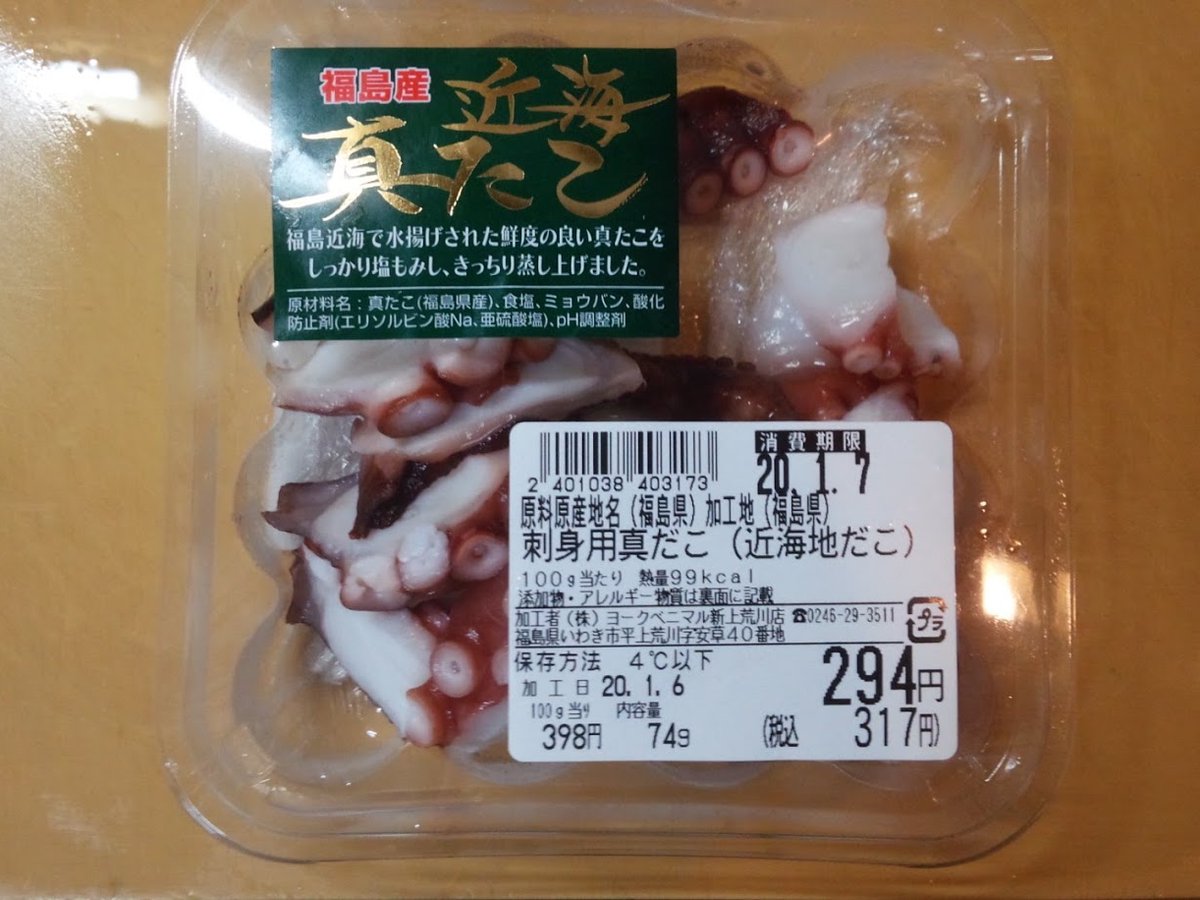 福島産
近海
真たこ
福島近海で水揚げされた鮮度の良い真たこを
しっかり塩もみし、きっちり蒸し上げました。
原材料名：真たこ(福島県産)、食塩、ミョウバン、酸化
防止剤(エリソルビン酸Na、亜硫酸塩)、pH調整剤
2 401038 403173
消費期限
20. 1. 7
原料原産地名（福島県）加工地（福島県）
刺身用真だこ（近海地だこ）
100g当たり 熱量99kcal
添加物・アレルギー物質は裏面に記載
加工者（株）ヨークベニマル新上荒川店 ☎0246-29-3511
福島県いわき市平上荒川字安草40番地
プラ
保存方法 4℃以下
加工日 20. 1. 6
294円
100g当り 内容量
398円 74g (税込 317円)